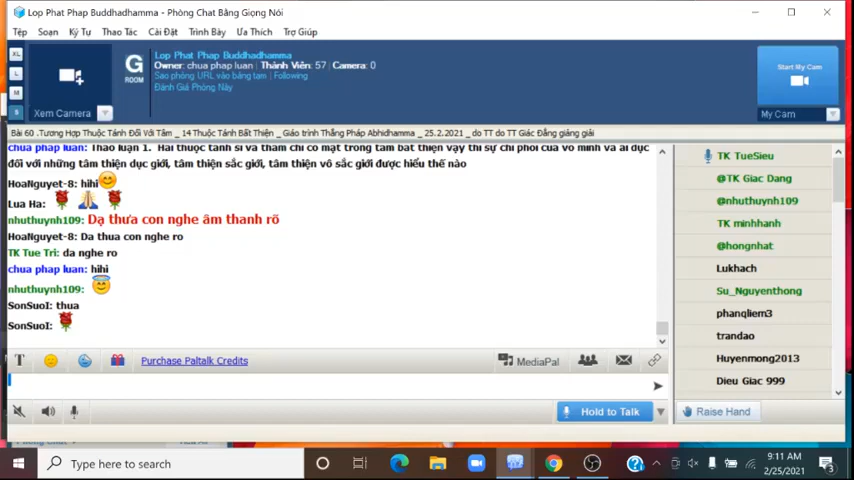 Lop Phat Phap Buddhadhamma - Phòng Chat Bằng Giọng Nói
Tệp Soạn Ký Tự Thao Tác Cài Đặt Trình Bày Ưa Thích Trợ Giúp
XL
L
M
S
Xem Camera
G
ROOM
Lop Phat Phap Buddhadhamma
Owner: chua phap luan | Thành Viên: 57 | Camera: 0
Sao phỏng URL vào bảng tạm | Following
Đánh Giá Phòng Này
Start My Cam
My Cam
Bài 60 .Tương Hợp Thuộc Tánh Đối Với Tâm _ 14 Thuộc Tánh Bất Thiện _ Giáo trình Thắng Pháp Abhidhamma _ 25.2.2021 _ do TT do TT Giác Đẳng giảng giải
chua phap luan: Thảo luận 1. Hai thuộc tánh si và tham chỉ có mặt trong tâm bất thiện vậy thì sự chi phối của vô minh và ái dục
đối với những tâm thiện dục giới, tâm thiện sắc giới, tâm thiện vô sắc giới được hiểu thế nào
HoaNguyet-8: hihi
Lua Ha:
nhuthuynh109: Dạ thưa con nghe âm thanh rõ
HoaNguyet-8: Da thua con nghe ro
TK Tue Tri: da nghe ro
chua phap luan: hihi
nhuthuynh109:
SonSuoI: thua
SonSuoI:
TK TueSieu
@TK Giac Dang
@nhuthuynh109
TK minhhanh
@hongnhat
Lukhach
Su_Nguyenthong
phanqliem3
trandao
Huyenmong2013
Dieu Giac 999
T Purchase Paltalk Credits MediaPal
Hold to Talk
Raise Hand
Type here to search
9:11 AM
2/25/2021
3